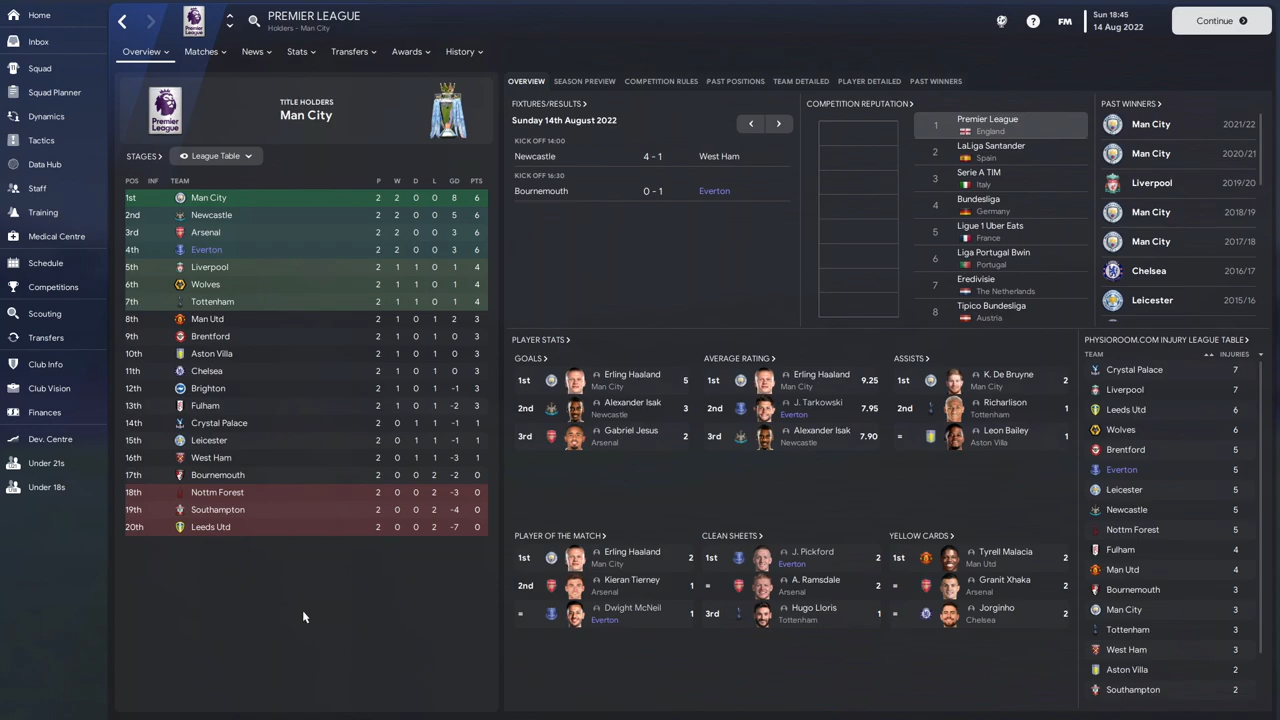 Home
Inbox
Squad
Squad Planner
Dynamics
Tactics
Data Hub
Staff
Training
Medical Centre
Schedule
Competitions
Scouting
Transfers
Club Info
Club Vision
Finances
Dev. Centre
Under 21s
Under 18s
PREMIER LEAGUE
Holders - Man City
FM
Sun 18:45
14 Aug 2022
Continue
Overview Matches News Stats Transfers Awards History
TITLE HOLDERS
Man City
STAGES League Table
POS INF TEAM P W D L GD PTS
1st Man City 2 2 0 0 8 6
2nd Newcastle 2 2 0 0 5 6
3rd Arsenal 2 2 0 0 3 6
4th Everton 2 2 0 0 3 6
5th Liverpool 2 1 1 0 1 4
6th Wolves 2 1 1 0 1 4
7th Tottenham 2 1 1 0 1 4
8th Man Utd 2 1 0 1 2 3
9th Brentford 2 1 0 1 0 3
10th Aston Villa 2 1 0 1 0 3
11th Chelsea 2 1 0 1 0 3
12th Brighton 2 1 0 1 -1 3
13th Fulham 2 1 0 1 -2 3
14th Crystal Palace 2 0 1 1 -1 1
15th Leicester 2 0 1 1 -1 1
16th West Ham 2 0 1 1 -3 1
17th Bournemouth 2 0 0 2 -2 0
18th Nottm Forest 2 0 0 2 -3 0
19th Southampton 2 0 0 2 -4 0
20th Leeds Utd 2 0 0 2 -7 0
OVERVIEW SEASON PREVIEW COMPETITION RULES PAST POSITIONS TEAM DETAILED PLAYER DETAILED PAST WINNERS
FIXTURES/RESULTS
Sunday 14th August 2022
KICK OFF 14:00
Newcastle 4 - 1 West Ham
KICK OFF 16:30
Bournemouth 0 - 1 Everton
COMPETITION REPUTATION
1 Premier League
England
2 LaLiga Santander
Spain
3 Serie A TIM
Italy
4 Bundesliga
Germany
5 Ligue 1 Uber Eats
France
6 Liga Portugal Bwin
Portugal
7 Eredivisie
The Netherlands
8 Tipico Bundesliga
Austria
PAST WINNERS
Man City 2021/22
Man City 2020/21
Liverpool 2019/20
Man City 2018/19
Man City 2017/18
Chelsea 2016/17
Leicester 2015/16
PLAYER STATS
GOALS
1st Erling Haaland 5
Man City
2nd Alexander Isak 3
Newcastle
3rd Gabriel Jesus 2
Arsenal
AVERAGE RATING
1st Erling Haaland 9.25
Man City
2nd J. Tarkowski 7.95
Everton
3rd Alexander Isak 7.90
Newcastle
ASSISTS
1st K. De Bruyne 2
Man City
2nd Richarlison 1
Tottenham
= Leon Bailey 1
Aston Villa
PLAYER OF THE MATCH
1st Erling Haaland 2
Man City
2nd Kieran Tierney 1
Arsenal
= Dwight McNeil 1
Everton
CLEAN SHEETS
1st J. Pickford 2
Everton
= A. Ramsdale 2
Arsenal
3rd Hugo Lloris 1
Tottenham
YELLOW CARDS
1st Tyrell Malacia 2
Man Utd
= Granit Xhaka 2
Arsenal
= Jorginho 2
Chelsea
PHYSIOROOM.COM INJURY LEAGUE TABLE
TEAM INJURIES
Crystal Palace 7
Liverpool 7
Leeds Utd 6
Wolves 6
Brentford 5
Everton 5
Leicester 5
Newcastle 5
Nottm Forest 5
Fulham 4
Man Utd 4
Bournemouth 3
Man City 3
Tottenham 3
West Ham 3
Aston Villa 2
Southampton 2